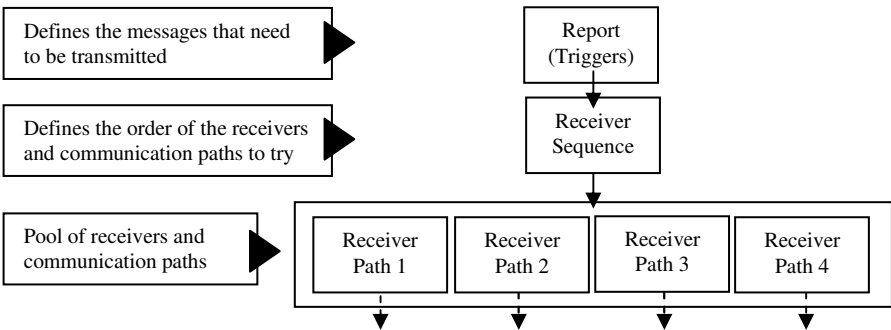 Defines the messages that need
to be transmitted
Report
(Triggers)
Defines the order of the receivers
and communication paths to try
Receiver
Sequence
Pool of receivers and
communication paths
Receiver
Path 1
Receiver
Path 2
Receiver
Path 3
Receiver
Path 4